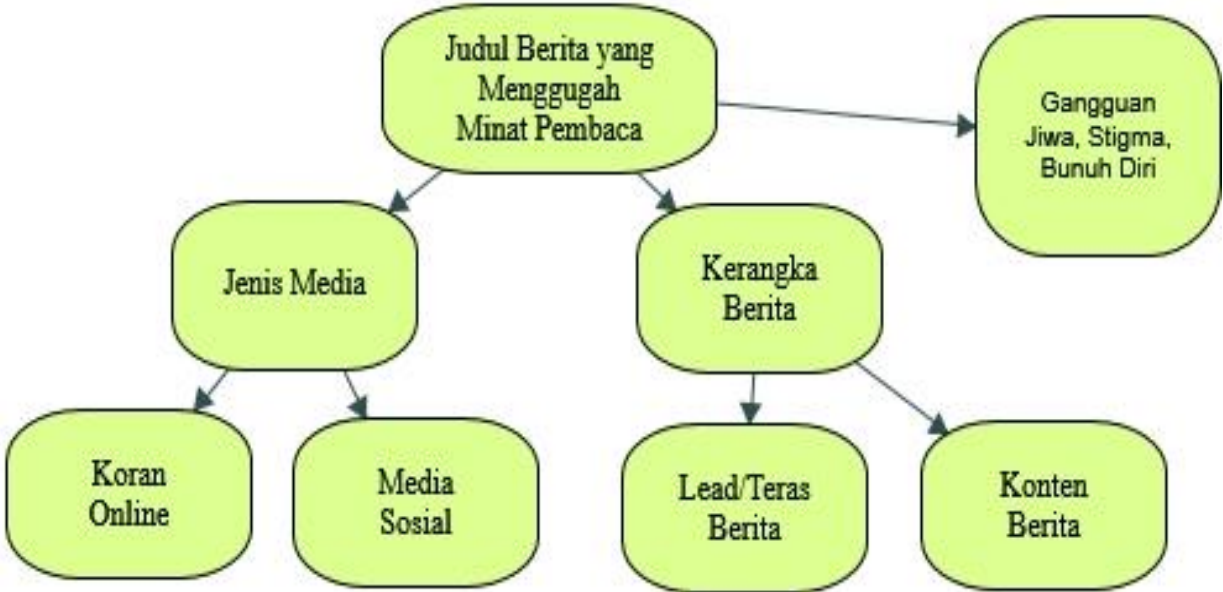 Judul Berita yang
Menggugah
Minat Pembaca
Gangguan
Jiwa, Stigma,
Bunuh Diri
Jenis Media
Kerangka
Berita
Koran
Online
Media
Sosial
Lead/Teras
Berita
Konten
Berita